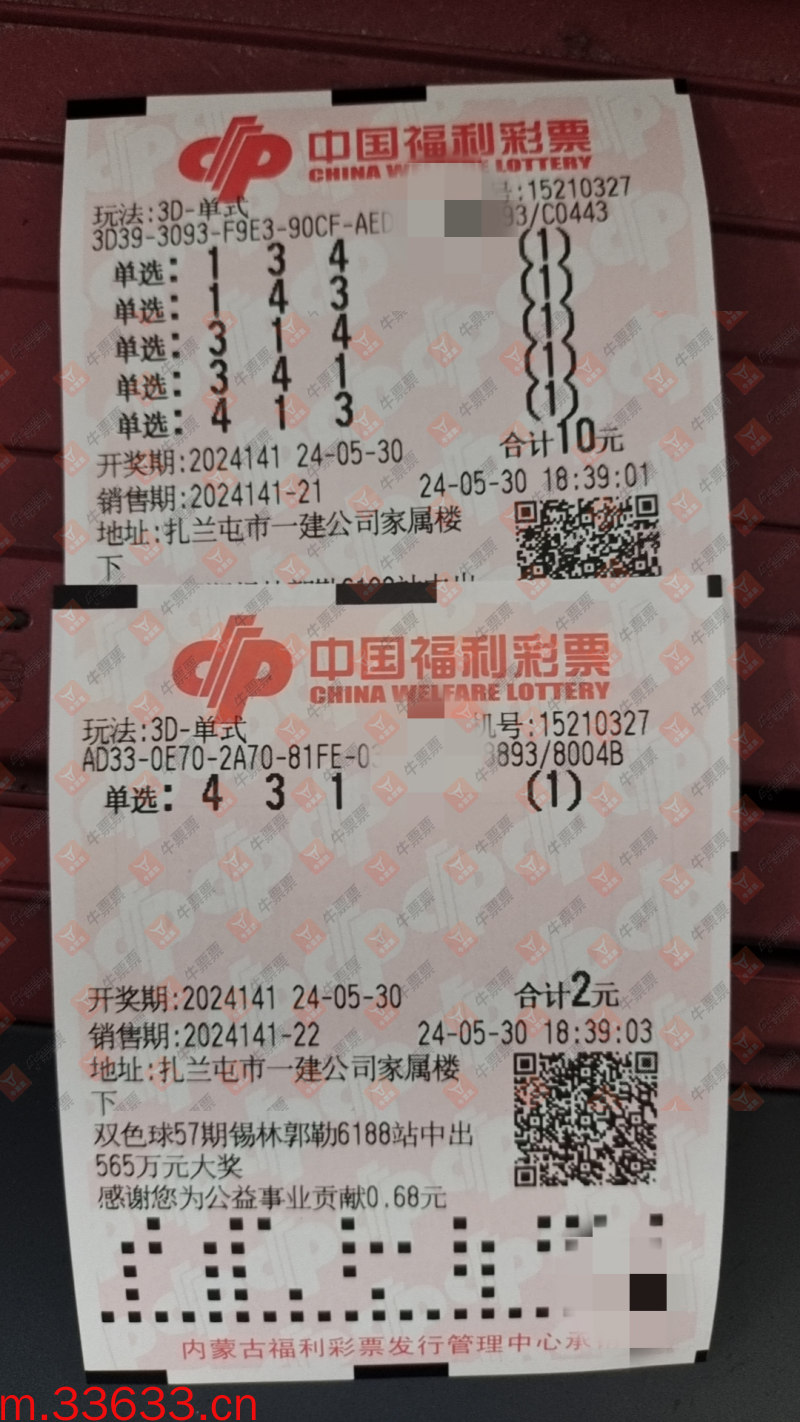 中国福利彩票
CHINA WELFARE LOTTERY
玩法:3D-单式 号:15210327
3D39-3093-F9E3-90CF-AED 93/C0443
单选: 1 3 4 (1)
单选: 1 4 3 (1)
单选: 3 1 4 (1)
单选: 3 4 1 (1)
单选: 4 1 3 (1)
合计10元
开奖期:2024141 24-05-30
销售期:2024141-21 24-05-30 18:39:01
地址:扎兰屯市一建公司家属楼
下
中国福利彩票
CHINA WELFARE LOTTERY
玩法:3D-单式 机号:15210327
AD33-0E70-2A70-81FE-0 8893/8004B
单选: 4 3 1 (1)
开奖期:2024141 24-05-30 合计2元
销售期:2024141-22 24-05-30 18:39:03
地址:扎兰屯市一建公司家属楼
下
双色球57期锡林郭勒6188站中出
565万元大奖
感谢您为公益事业贡献0.68元
内蒙古福利彩票发行管理中心承
牛票票
m.33633.cn